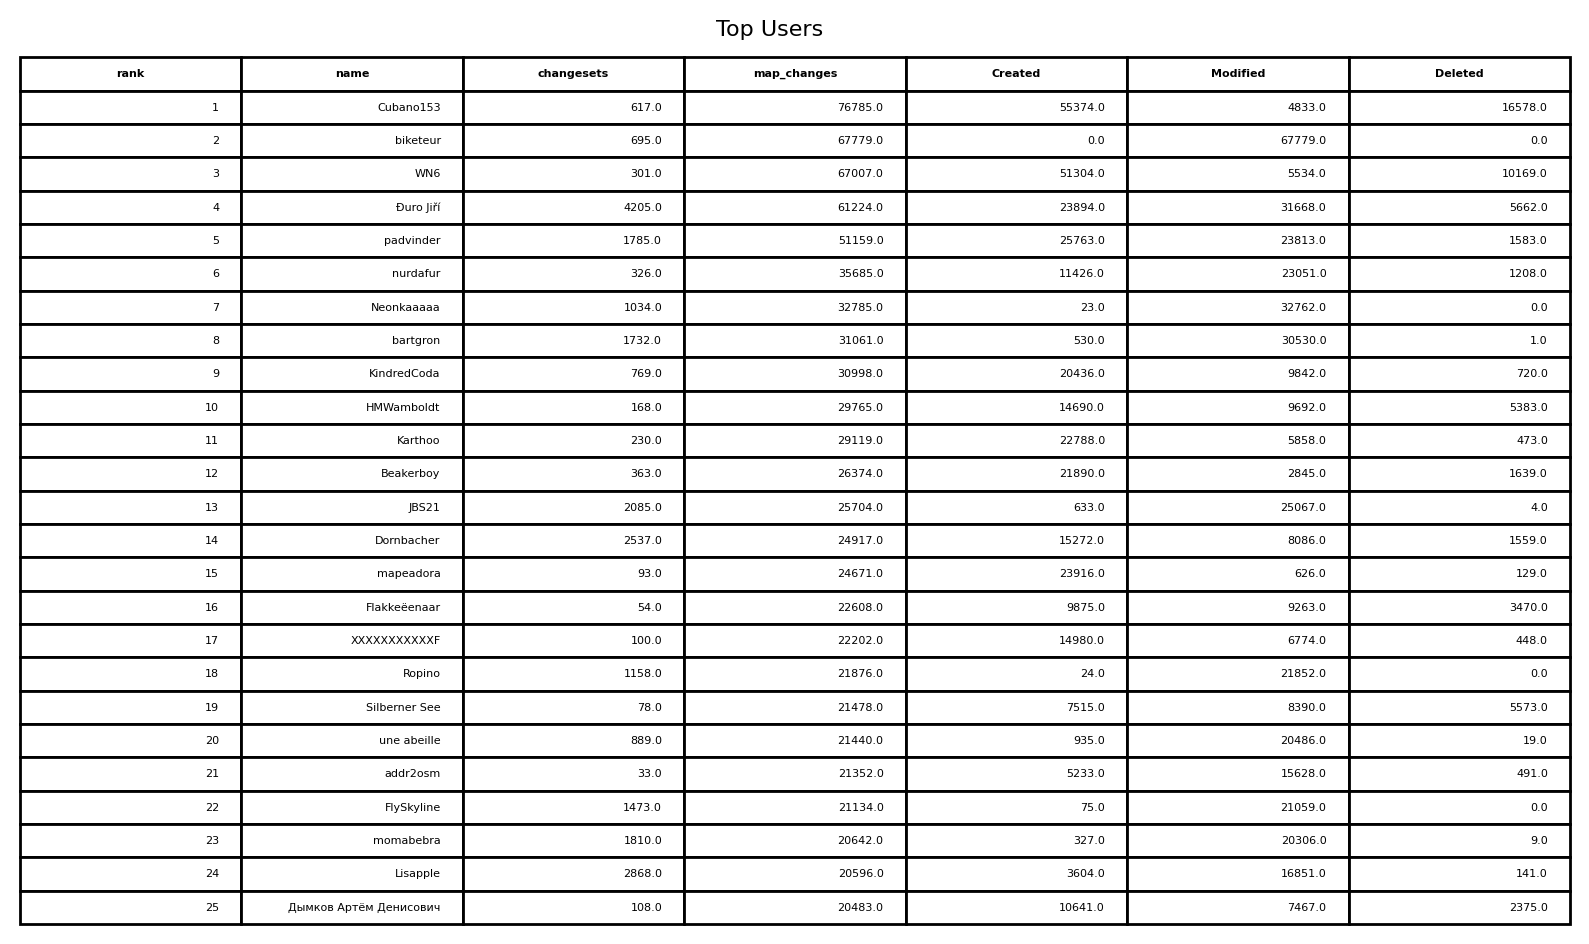 Top Users
rank name changesets map_changes Created Modified Deleted
1 Cubano153 617.0 76785.0 55374.0 4833.0 16578.0
2 biketeur 695.0 67779.0 0.0 67779.0 0.0
3 WN6 301.0 67007.0 51304.0 5534.0 10169.0
4 Đuro Jiří 4205.0 61224.0 23894.0 31668.0 5662.0
5 padvinder 1785.0 51159.0 25763.0 23813.0 1583.0
6 nurdafur 326.0 35685.0 11426.0 23051.0 1208.0
7 Neonkaaaaa 1034.0 32785.0 23.0 32762.0 0.0
8 bartgron 1732.0 31061.0 530.0 30530.0 1.0
9 KindredCoda 769.0 30998.0 20436.0 9842.0 720.0
10 HMWamboldt 168.0 29765.0 14690.0 9692.0 5383.0
11 Karthoo 230.0 29119.0 22788.0 5858.0 473.0
12 Beakerboy 363.0 26374.0 21890.0 2845.0 1639.0
13 JBS21 2085.0 25704.0 633.0 25067.0 4.0
14 Dornbacher 2537.0 24917.0 15272.0 8086.0 1559.0
15 mapeadora 93.0 24671.0 23916.0 626.0 129.0
16 Flakkeëenaar 54.0 22608.0 9875.0 9263.0 3470.0
17 XXXXXXXXXXXF 100.0 22202.0 14980.0 6774.0 448.0
18 Ropino 1158.0 21876.0 24.0 21852.0 0.0
19 Silberner See 78.0 21478.0 7515.0 8390.0 5573.0
20 une abeille 889.0 21440.0 935.0 20486.0 19.0
21 addr2osm 33.0 21352.0 5233.0 15628.0 491.0
22 FlySkyline 1473.0 21134.0 75.0 21059.0 0.0
23 momabebra 1810.0 20642.0 327.0 20306.0 9.0
24 Lisapple 2868.0 20596.0 3604.0 16851.0 141.0
25 Дымков Артём Денисович 108.0 20483.0 10641.0 7467.0 2375.0